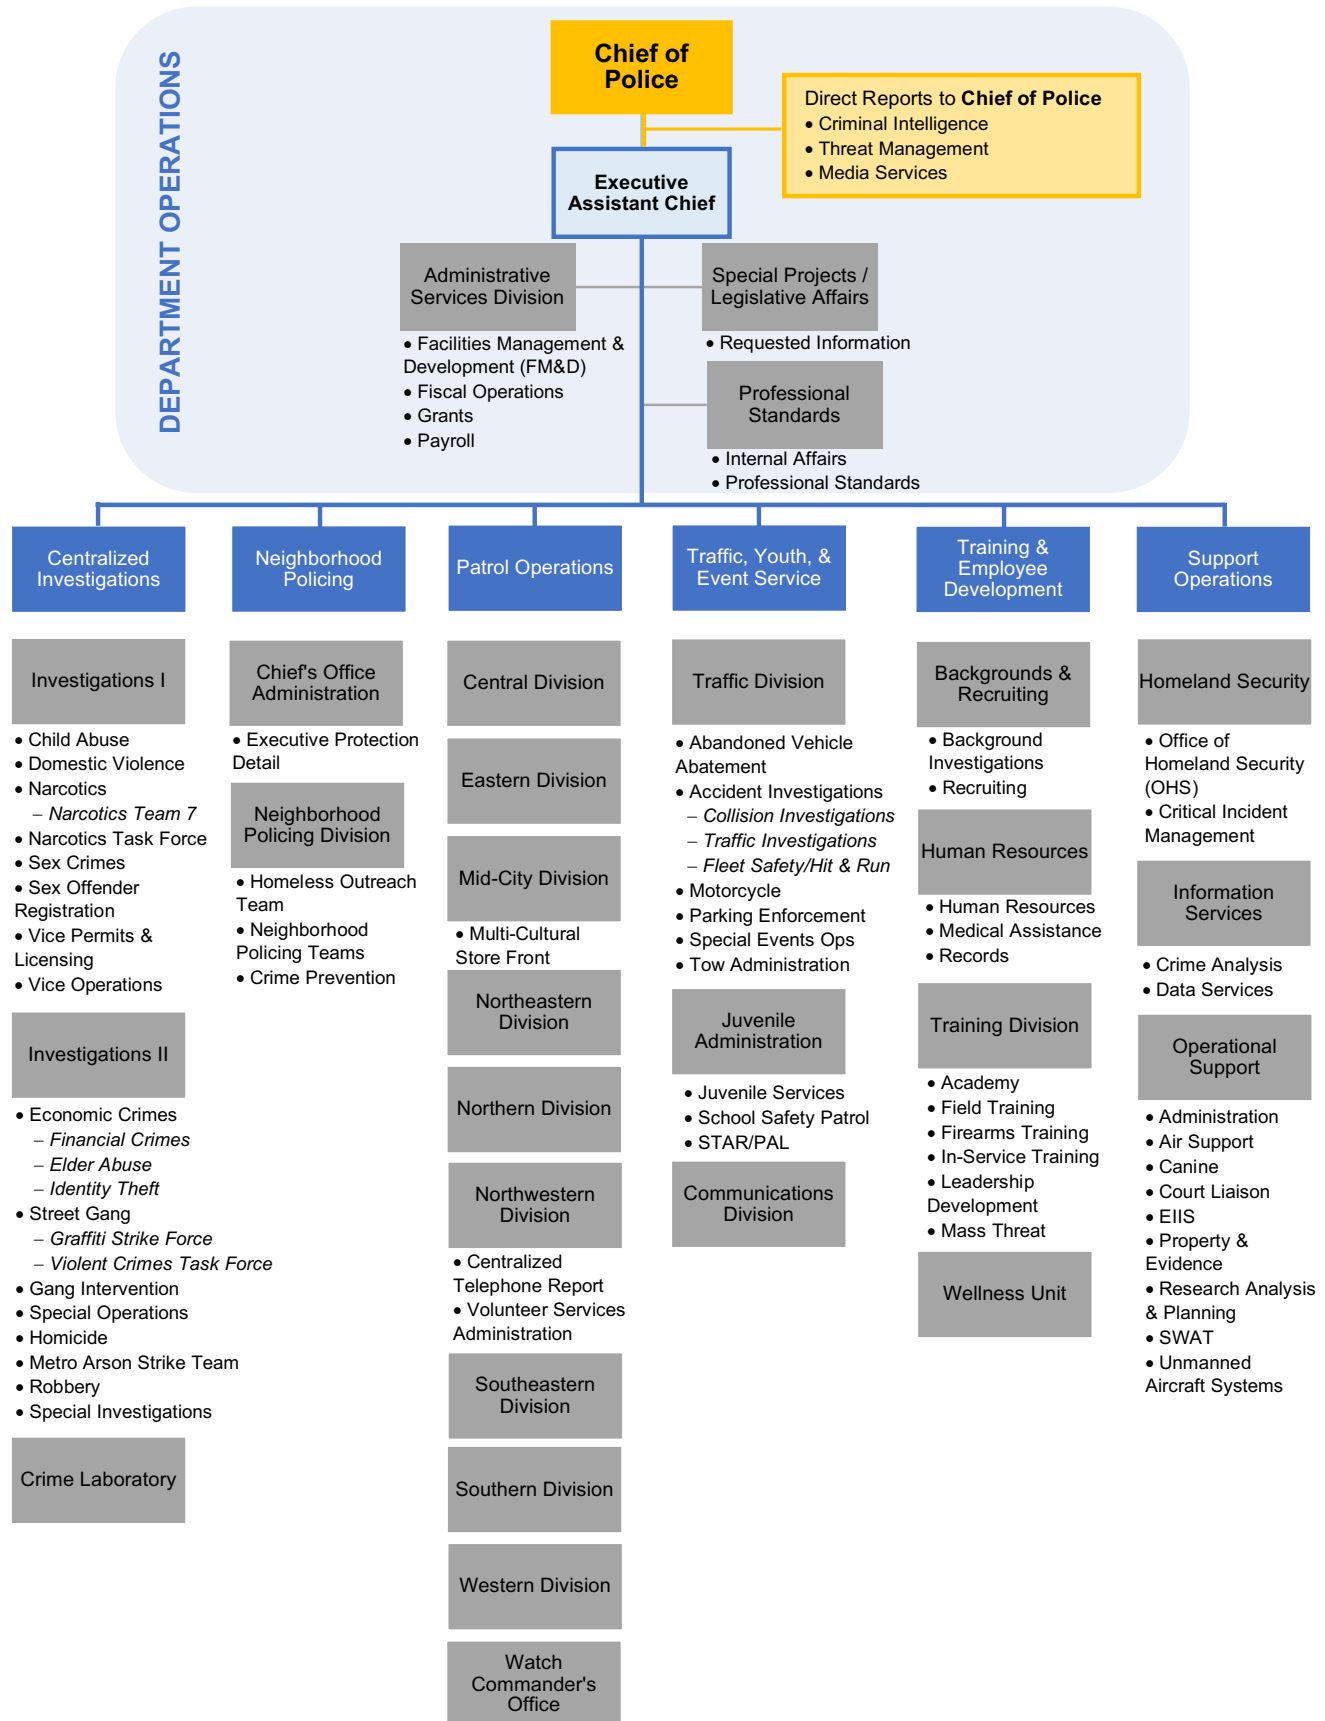 DEPARTMENT OPERATIONS
Chief of
Police
Direct Reports to Chief of Police
• Criminal Intelligence
• Threat Management
• Media Services
Executive
Assistant Chief
Administrative
Services Division
• Facilities Management &
Development (FM&D)
• Fiscal Operations
• Grants
• Payroll
Special Projects /
Legislative Affairs
• Requested Information
Professional
Standards
• Internal Affairs
• Professional Standards
Centralized
Investigations
Investigations I
• Child Abuse
• Domestic Violence
• Narcotics
– Narcotics Team 7
• Narcotics Task Force
• Sex Crimes
• Sex Offender
Registration
• Vice Permits &
Licensing
• Vice Operations
Investigations II
• Economic Crimes
– Financial Crimes
– Elder Abuse
– Identity Theft
• Street Gang
– Graffiti Strike Force
– Violent Crimes Task Force
• Gang Intervention
• Special Operations
• Homicide
• Metro Arson Strike Team
• Robbery
• Special Investigations
Crime Laboratory
Neighborhood
Policing
Chief's Office
Administration
• Executive Protection
Detail
Neighborhood
Policing Division
• Homeless Outreach
Team
• Neighborhood
Policing Teams
• Crime Prevention
Patrol Operations
Central Division
Eastern Division
Mid-City Division
• Multi-Cultural
Store Front
Northeastern
Division
Northern Division
Northwestern
Division
• Centralized
Telephone Report
• Volunteer Services
Administration
Southeastern
Division
Southern Division
Western Division
Watch
Commander's
Office
Traffic, Youth, &
Event Service
Traffic Division
• Abandoned Vehicle
Abatement
• Accident Investigations
– Collision Investigations
– Traffic Investigations
– Fleet Safety/Hit & Run
• Motorcycle
• Parking Enforcement
• Special Events Ops
• Tow Administration
Juvenile
Administration
• Juvenile Services
• School Safety Patrol
• STAR/PAL
Communications
Division
Training &
Employee
Development
Backgrounds &
Recruiting
• Background
Investigations
• Recruiting
Human Resources
• Human Resources
• Medical Assistance
• Records
Training Division
• Academy
• Field Training
• Firearms Training
• In-Service Training
• Leadership
Development
• Mass Threat
Wellness Unit
Support
Operations
Homeland Security
• Office of
Homeland Security
(OHS)
• Critical Incident
Management
Information
Services
• Crime Analysis
• Data Services
Operational
Support
• Administration
• Air Support
• Canine
• Court Liaison
• EIIS
• Property &
Evidence
• Research Analysis
& Planning
• SWAT
• Unmanned
Aircraft Systems